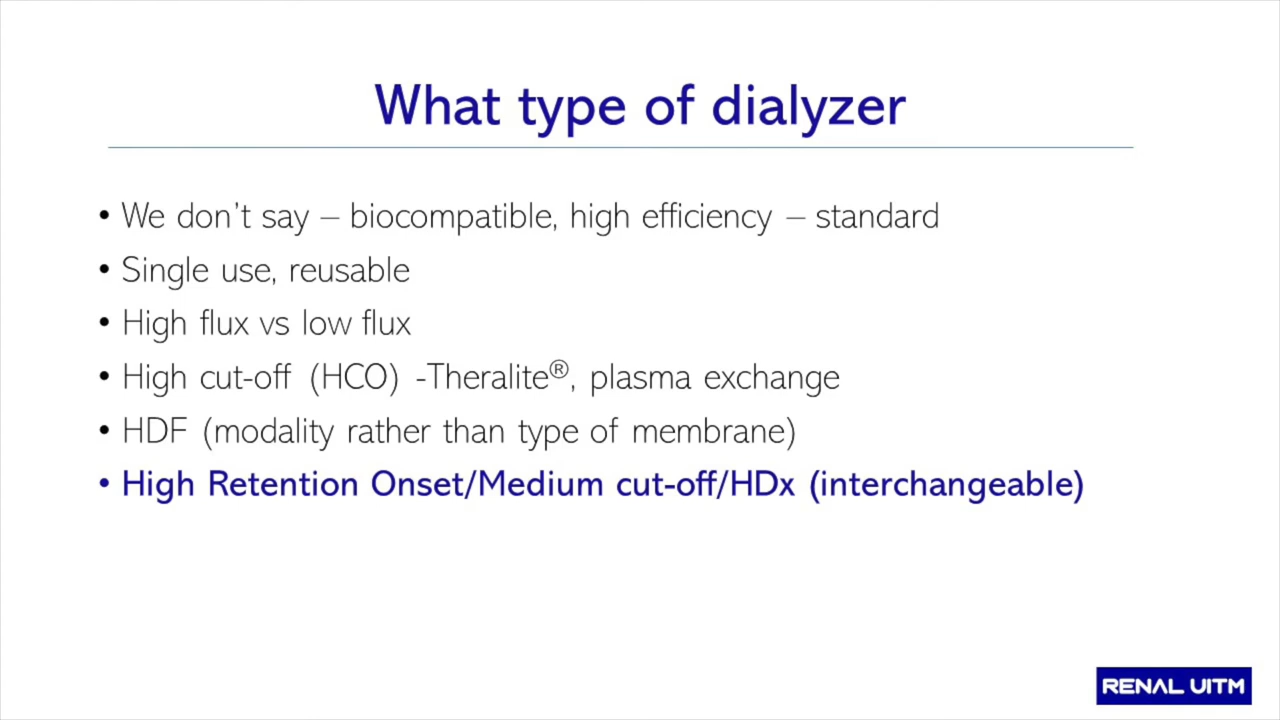 What type of dialyzer
• We don't say – biocompatible, high efficiency – standard
• Single use, reusable
• High flux vs low flux
• High cut-off (HCO) -Theralite®, plasma exchange
• HDF (modality rather than type of membrane)
• High Retention Onset/Medium cut-off/HDx (interchangeable)
RENAL UITM